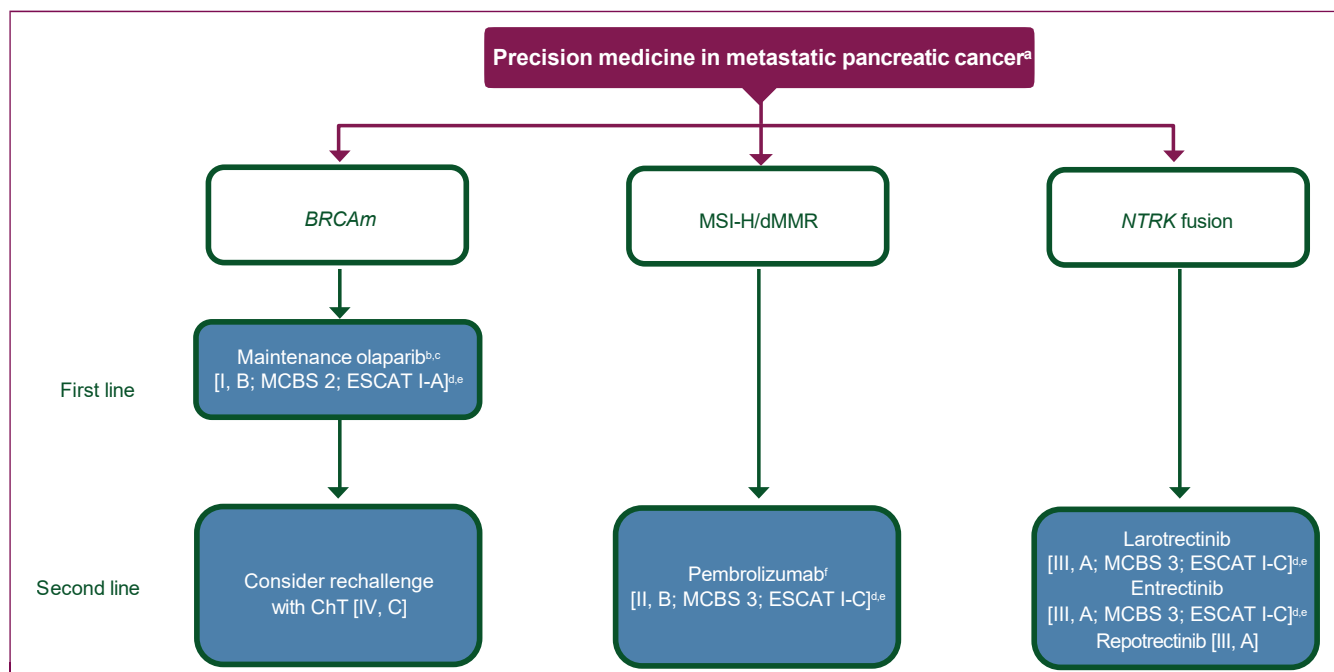 Precision medicine in metastatic pancreatic cancerᵃ
BRCAm
MSI-H/dMMR
NTRK fusion
First line
Maintenance olaparibᵇ,ᶜ
[I, B; MCBS 2; ESCAT I-A]ᵈ,ᵉ
Second line
Consider rechallenge
with ChT [IV, C]
Pembrolizumabᶠ
[II, B; MCBS 3; ESCAT I-C]ᵈ,ᵉ
Larotrectinib
[III, A; MCBS 3; ESCAT I-C]ᵈ,ᵉ
Entrectinib
[III, A; MCBS 3; ESCAT I-C]ᵈ,ᵉ
Repotrectinib [III, A]